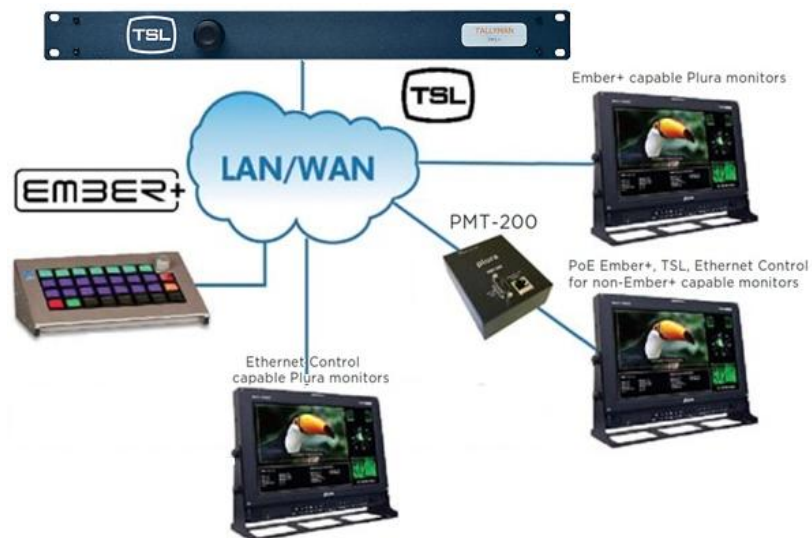 TSL
TALLYMAN
TSL
Ember+ capable Plura monitors
LAN/WAN
EMBER+
PMT-200
plura
PoE Ember+, TSL, Ethernet Control
for non-Ember+ capable monitors
Ethernet Control
capable Plura monitors
plura